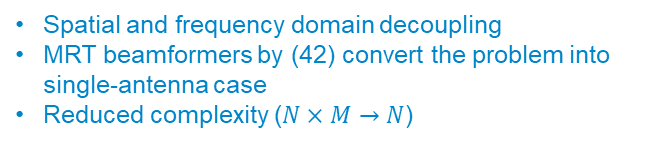 • Spatial and frequency domain decoupling
• MRT beamformers by (42) convert the problem into
single-antenna case
• Reduced complexity (𝑁 × 𝑀 → 𝑁)